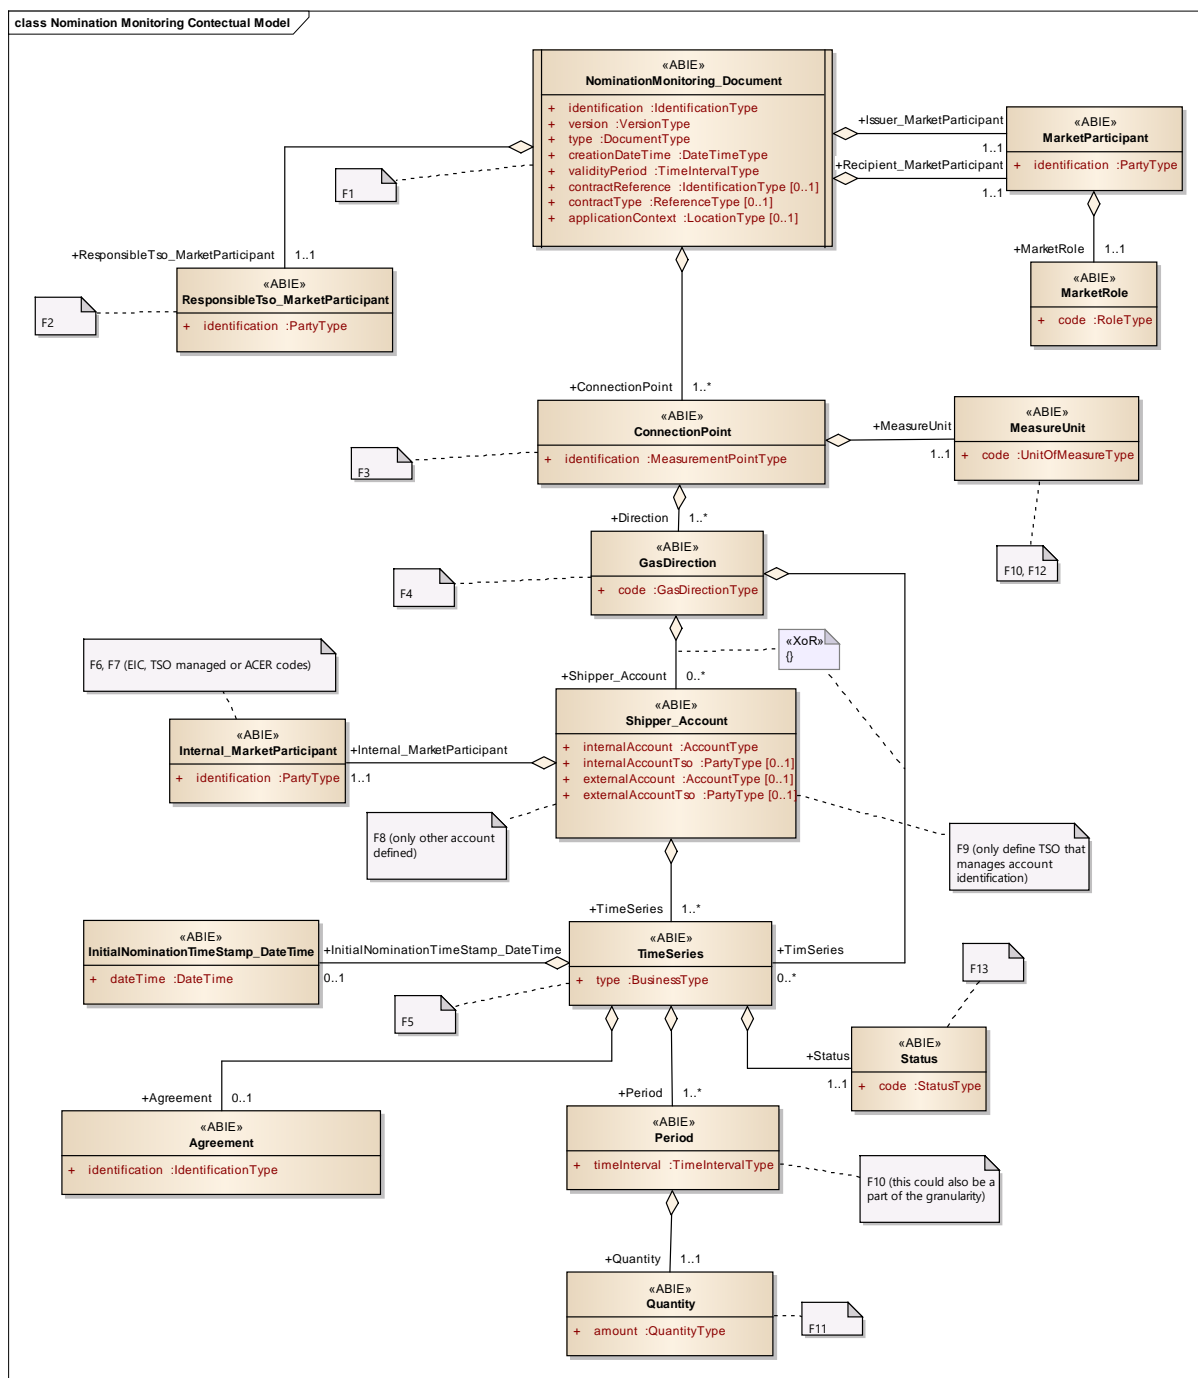 class Nomination Monitoring Contectual Model
«ABIE»
NominationMonitoring_Document
+ identification :IdentificationType
+ version :VersionType
+ type :DocumentType
+ creationDateTime :DateTimeType
+ validityPeriod :TimeIntervalType
+ contractReference :IdentificationType [0..1]
+ contractType :ReferenceType [0..1]
+ applicationContext :LocationType [0..1]
+Issuer_MarketParticipant
1..1
+Recipient_MarketParticipant
1..1
«ABIE»
MarketParticipant
+ identification :PartyType
F1
+MarketRole 1..1
«ABIE»
MarketRole
+ code :RoleType
+ResponsibleTso_MarketParticipant 1..1
«ABIE»
ResponsibleTso_MarketParticipant
+ identification :PartyType
F2
+ConnectionPoint 1..*
«ABIE»
ConnectionPoint
+ identification :MeasurementPointType
F3
+MeasureUnit
1..1
«ABIE»
MeasureUnit
+ code :UnitOfMeasureType
F10, F12
+Direction 1..*
«ABIE»
GasDirection
+ code :GasDirectionType
F4
«XoR»
{}
F6, F7 (EIC, TSO managed or ACER codes)
+Shipper_Account 0..*
«ABIE»
Shipper_Account
+ internalAccount :AccountType
+ internalAccountTso :PartyType [0..1]
+ externalAccount :AccountType [0..1]
+ externalAccountTso :PartyType [0..1]
+Internal_MarketParticipant
1..1
«ABIE»
Internal_MarketParticipant
+ identification :PartyType
F8 (only other account
defined)
F9 (only define TSO that
manages account
identification)
+TimeSeries 1..*
«ABIE»
TimeSeries
+ type :BusinessType
+TimSeries
0..*
+InitialNominationTimeStamp_DateTime
0..1
«ABIE»
InitialNominationTimeStamp_DateTime
+ dateTime :DateTime
F5
F13
+Status
1..1
«ABIE»
Status
+ code :StatusType
+Agreement 0..1
«ABIE»
Agreement
+ identification :IdentificationType
+Period 1..*
«ABIE»
Period
+ timeInterval :TimeIntervalType
F10 (this could also be a
part of the granularity)
+Quantity 1..1
«ABIE»
Quantity
+ amount :QuantityType
F11